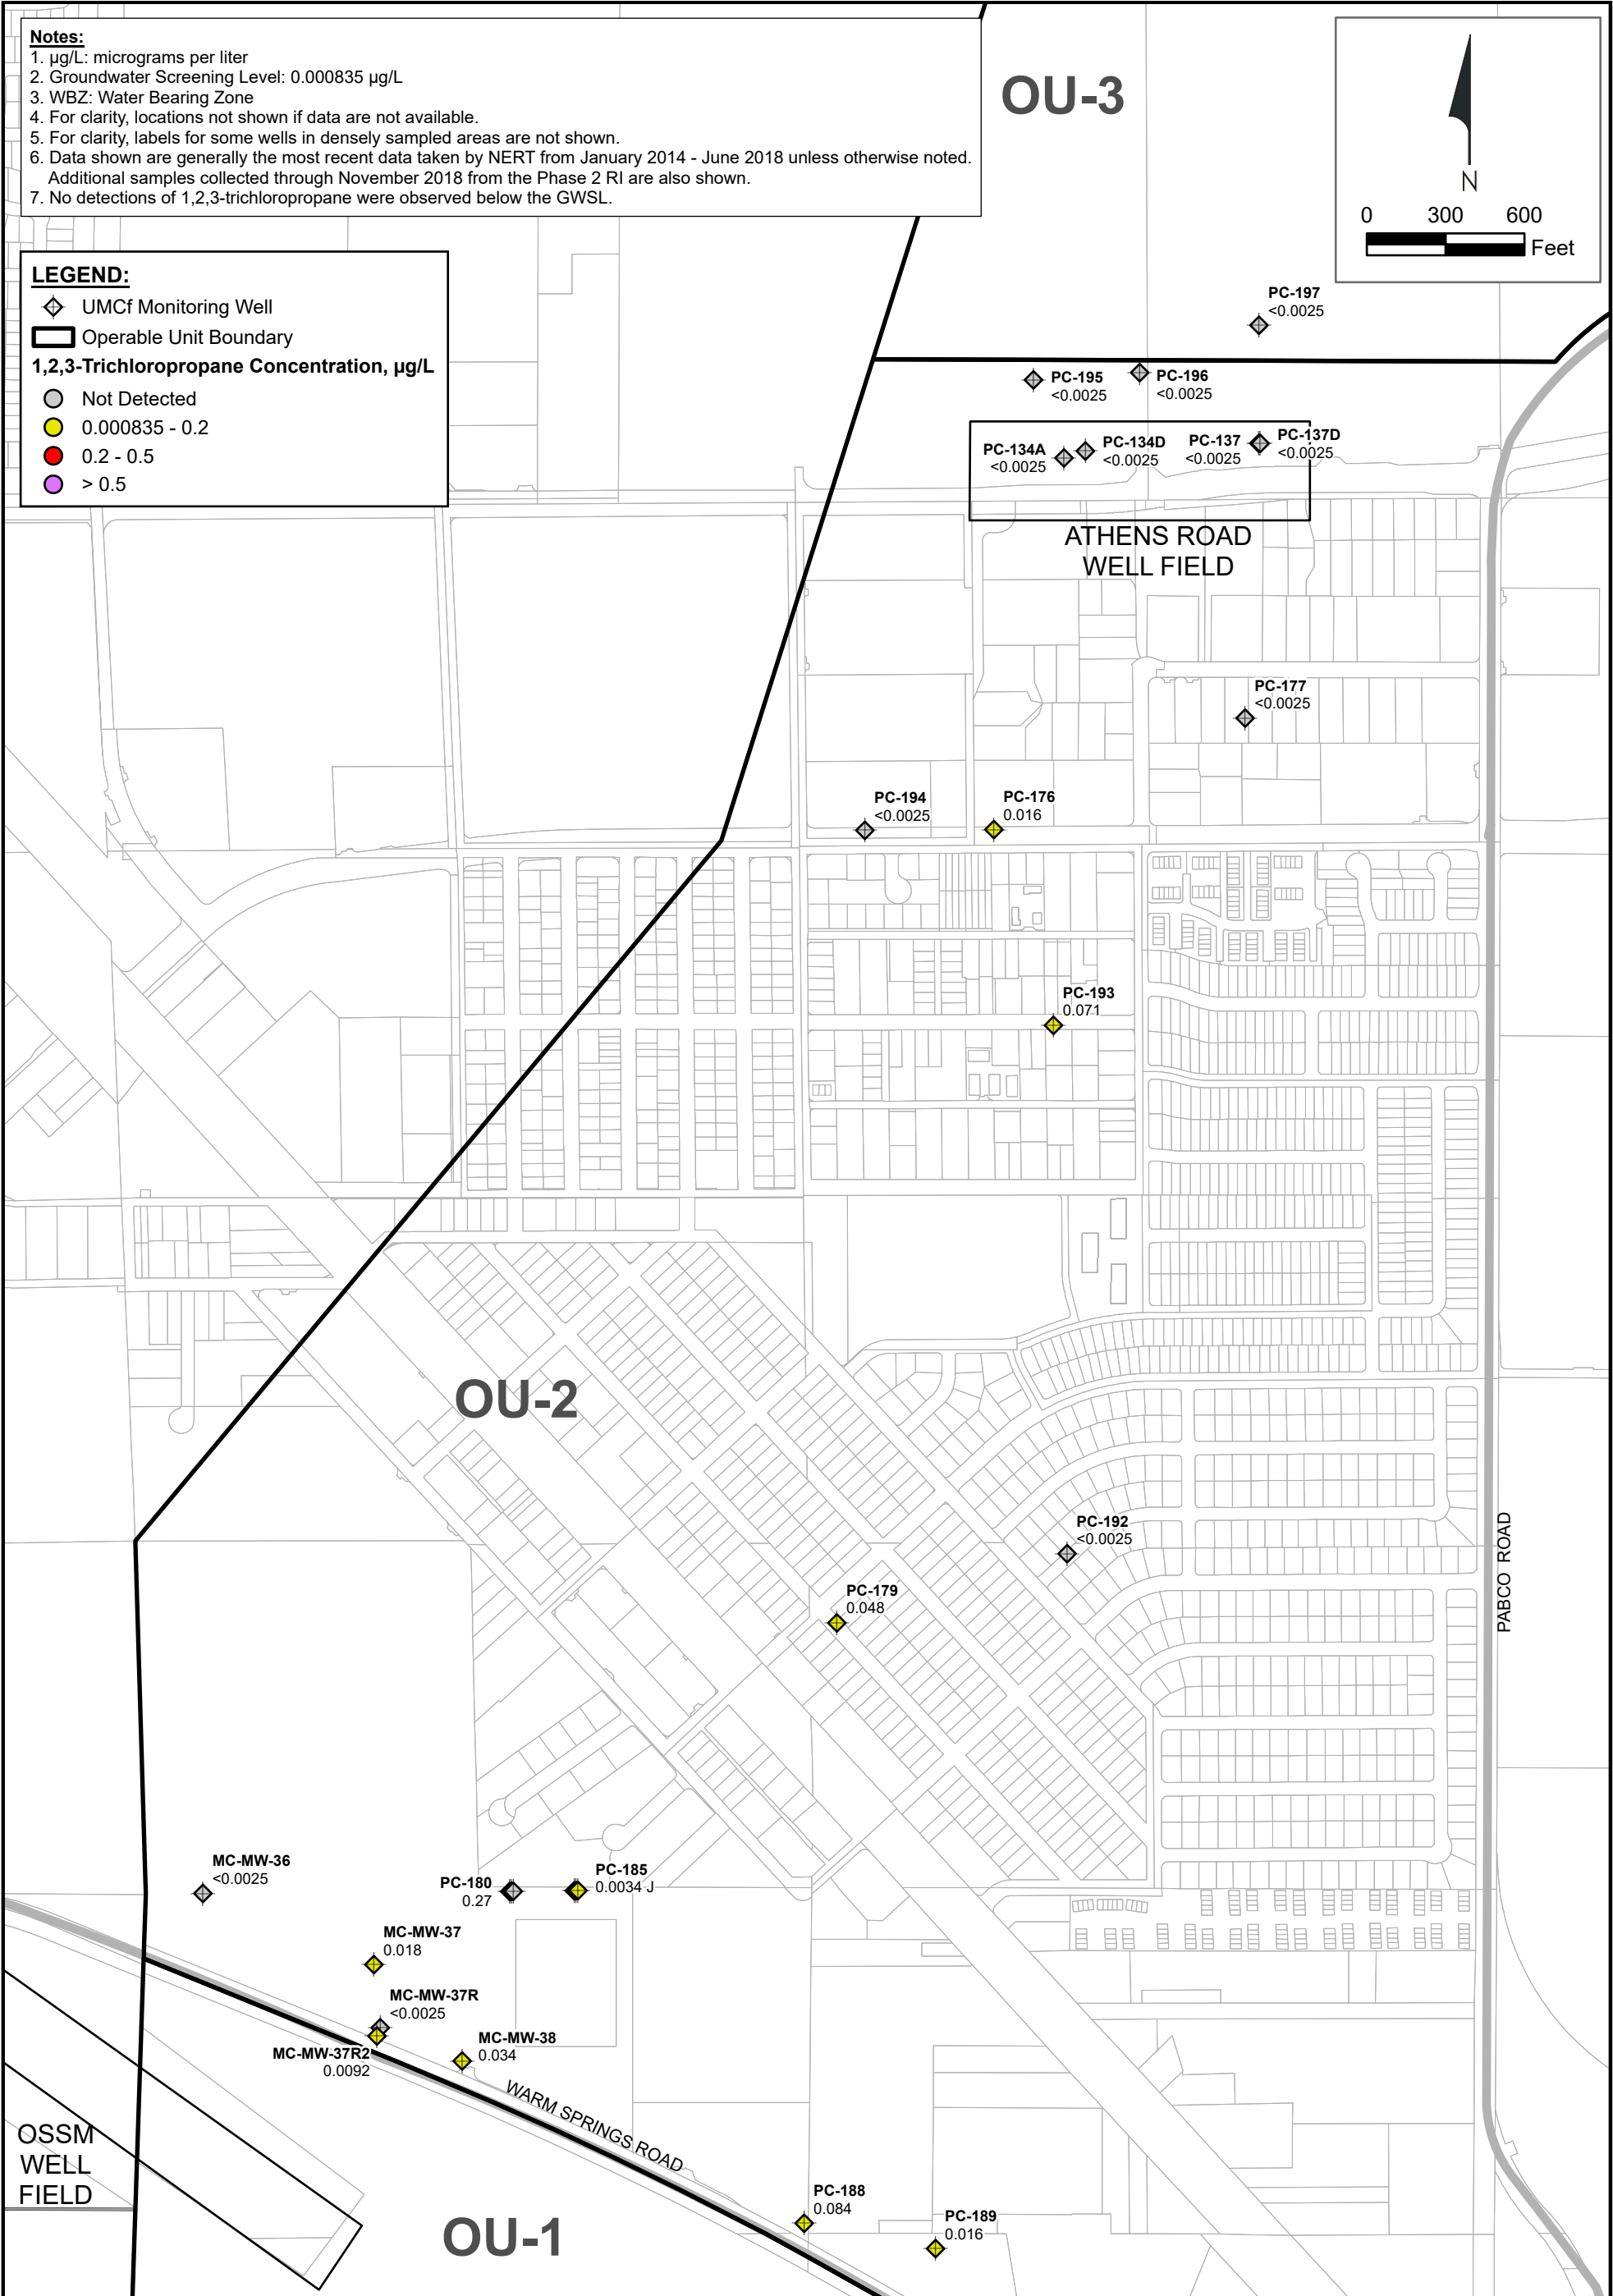 Notes:
1. µg/L: micrograms per liter
2. Groundwater Screening Level: 0.000835 µg/L
3. WBZ: Water Bearing Zone
4. For clarity, locations not shown if data are not available.
5. For clarity, labels for some wells in densely sampled areas are not shown.
6. Data shown are generally the most recent data taken by NERT from January 2014 - June 2018 unless otherwise noted.
Additional samples collected through November 2018 from the Phase 2 RI are also shown.
7. No detections of 1,2,3-trichloropropane were observed below the GWSL.
OU-3
N
0 300 600
Feet
LEGEND:
UMCf Monitoring Well
Operable Unit Boundary
1,2,3-Trichloropropane Concentration, µg/L
Not Detected
0.000835 - 0.2
0.2 - 0.5
> 0.5
PC-197
<0.0025
PC-195
<0.0025
PC-196
<0.0025
PC-134A
<0.0025
PC-134D
<0.0025
PC-137
<0.0025
PC-137D
<0.0025
ATHENS ROAD
WELL FIELD
PC-177
<0.0025
PC-194
<0.0025
PC-176
0.016
PC-193
0.071
OU-2
PC-192
<0.0025
PABCO ROAD
PC-179
0.048
MC-MW-36
<0.0025
PC-180
0.27
PC-185
0.0034 J
MC-MW-37
0.018
MC-MW-37R
<0.0025
MC-MW-37R2
0.0092
MC-MW-38
0.034
WARM SPRINGS ROAD
OSSM
WELL
FIELD
PC-188
0.084
PC-189
0.016
OU-1